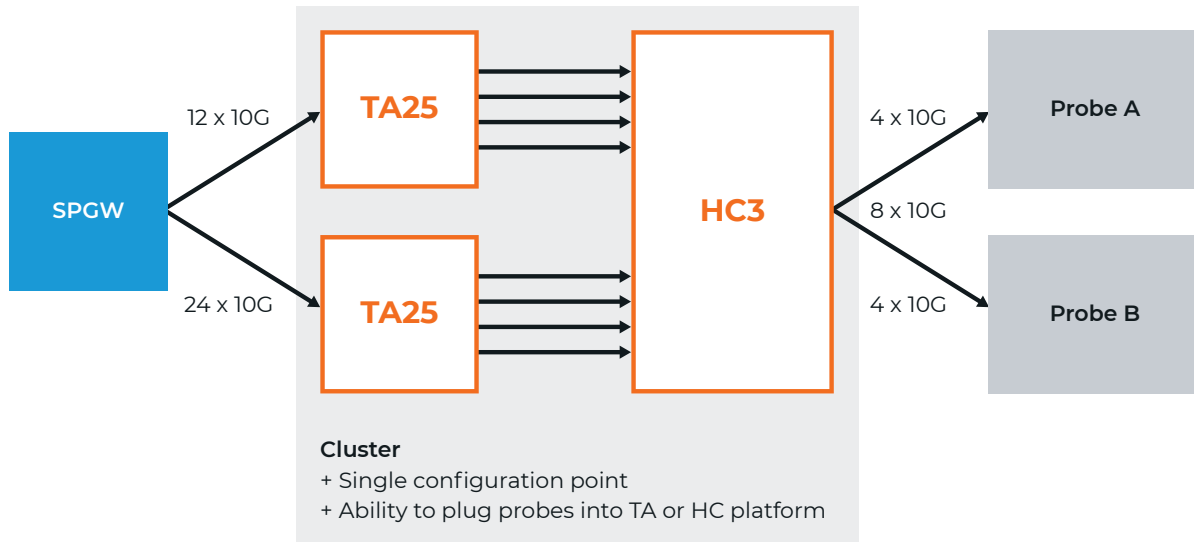 SPGW
12 x 10G
24 x 10G
TA25
TA25
HC3
4 x 10G
8 x 10G
4 x 10G
Probe A
Probe B
Cluster
+ Single configuration point
+ Ability to plug probes into TA or HC platform